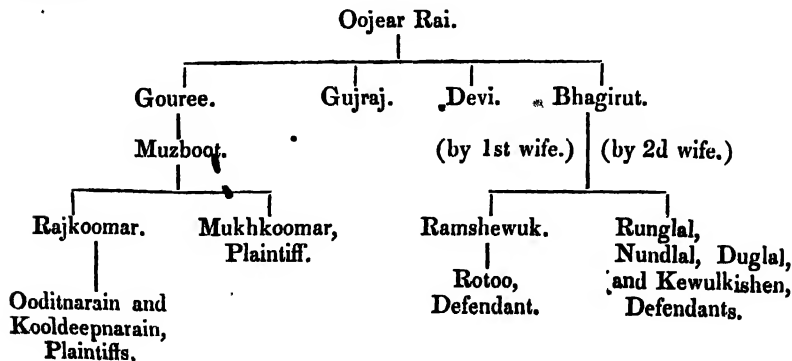 Oojear Rai.
Gouree. Gujraj. Devi. Bhagirut.
Muzboot. (by 1st wife.) (by 2d wife.)
Rajkoomar. Mukhkoomar, Ramshewuk. Runglal,
Plaintiff. Nundlal, Duglal,
Rotoo, and Kewulkishen,
Ooditnarain and Defendant. Defendants.
Kooldeepnarain,
Plaintiffs.